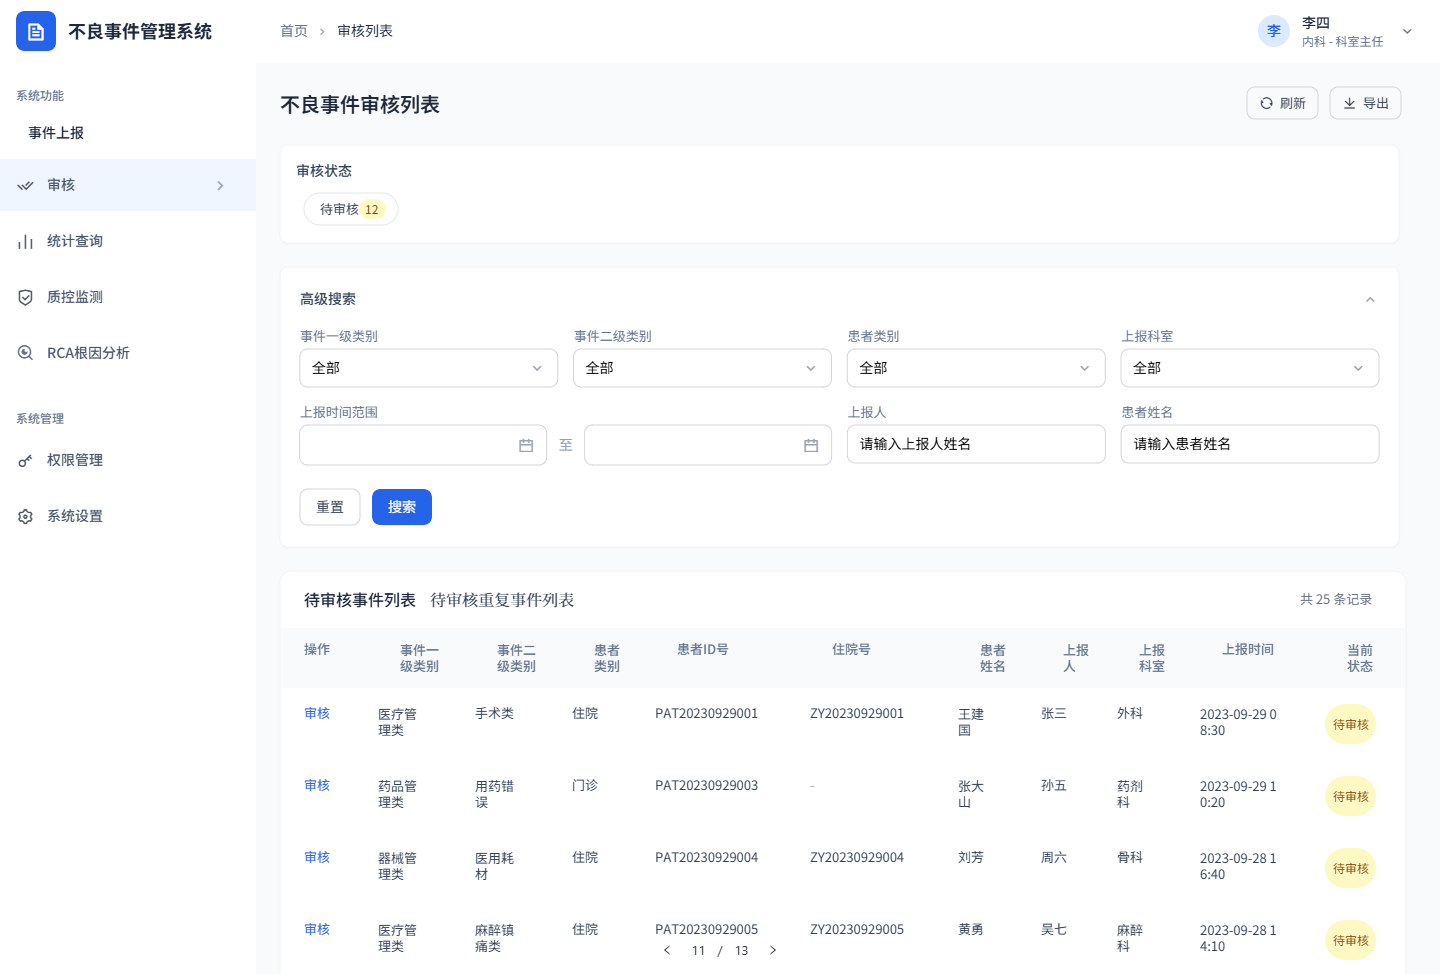 不良事件管理系统
首页 > 审核列表
李 李四
内科 - 科室主任
系统功能
事件上报
审核
统计查询
质控监测
RCA根因分析
系统管理
权限管理
系统设置
不良事件审核列表
刷新 导出
审核状态
待审核 12
高级搜索
事件一级类别 事件二级类别 患者类别 上报科室
全部 全部 全部 全部
上报时间范围 上报人 患者姓名
至 请输入上报人姓名 请输入患者姓名
重置 搜索
待审核事件列表 待审核重复事件列表 共 25 条记录
操作 事件一 事件二 患者 患者ID号 住院号 患者 上报 上报 上报时间 当前
级类别 级类别 类别 姓名 人 科室 状态
审核 医疗管 手术类 住院 PAT20230929001 ZY20230929001 王建 张三 外科 2023-09-29 0 待审核
理类 国 8:30
审核 药品管 用药错 门诊 PAT20230929003 - 张大 孙五 药剂 2023-09-29 1 待审核
理类 误 山 科 0:20
审核 器械管 医用耗 住院 PAT20230929004 ZY20230929004 刘芳 周六 骨科 2023-09-28 1 待审核
理类 材 6:40
审核 医疗管 麻醉镇 住院 PAT20230929005 ZY20230929005 黄勇 吴七 麻醉 2023-09-28 1 待审核
理类 痛类 科 4:10
< 11 / 13 >